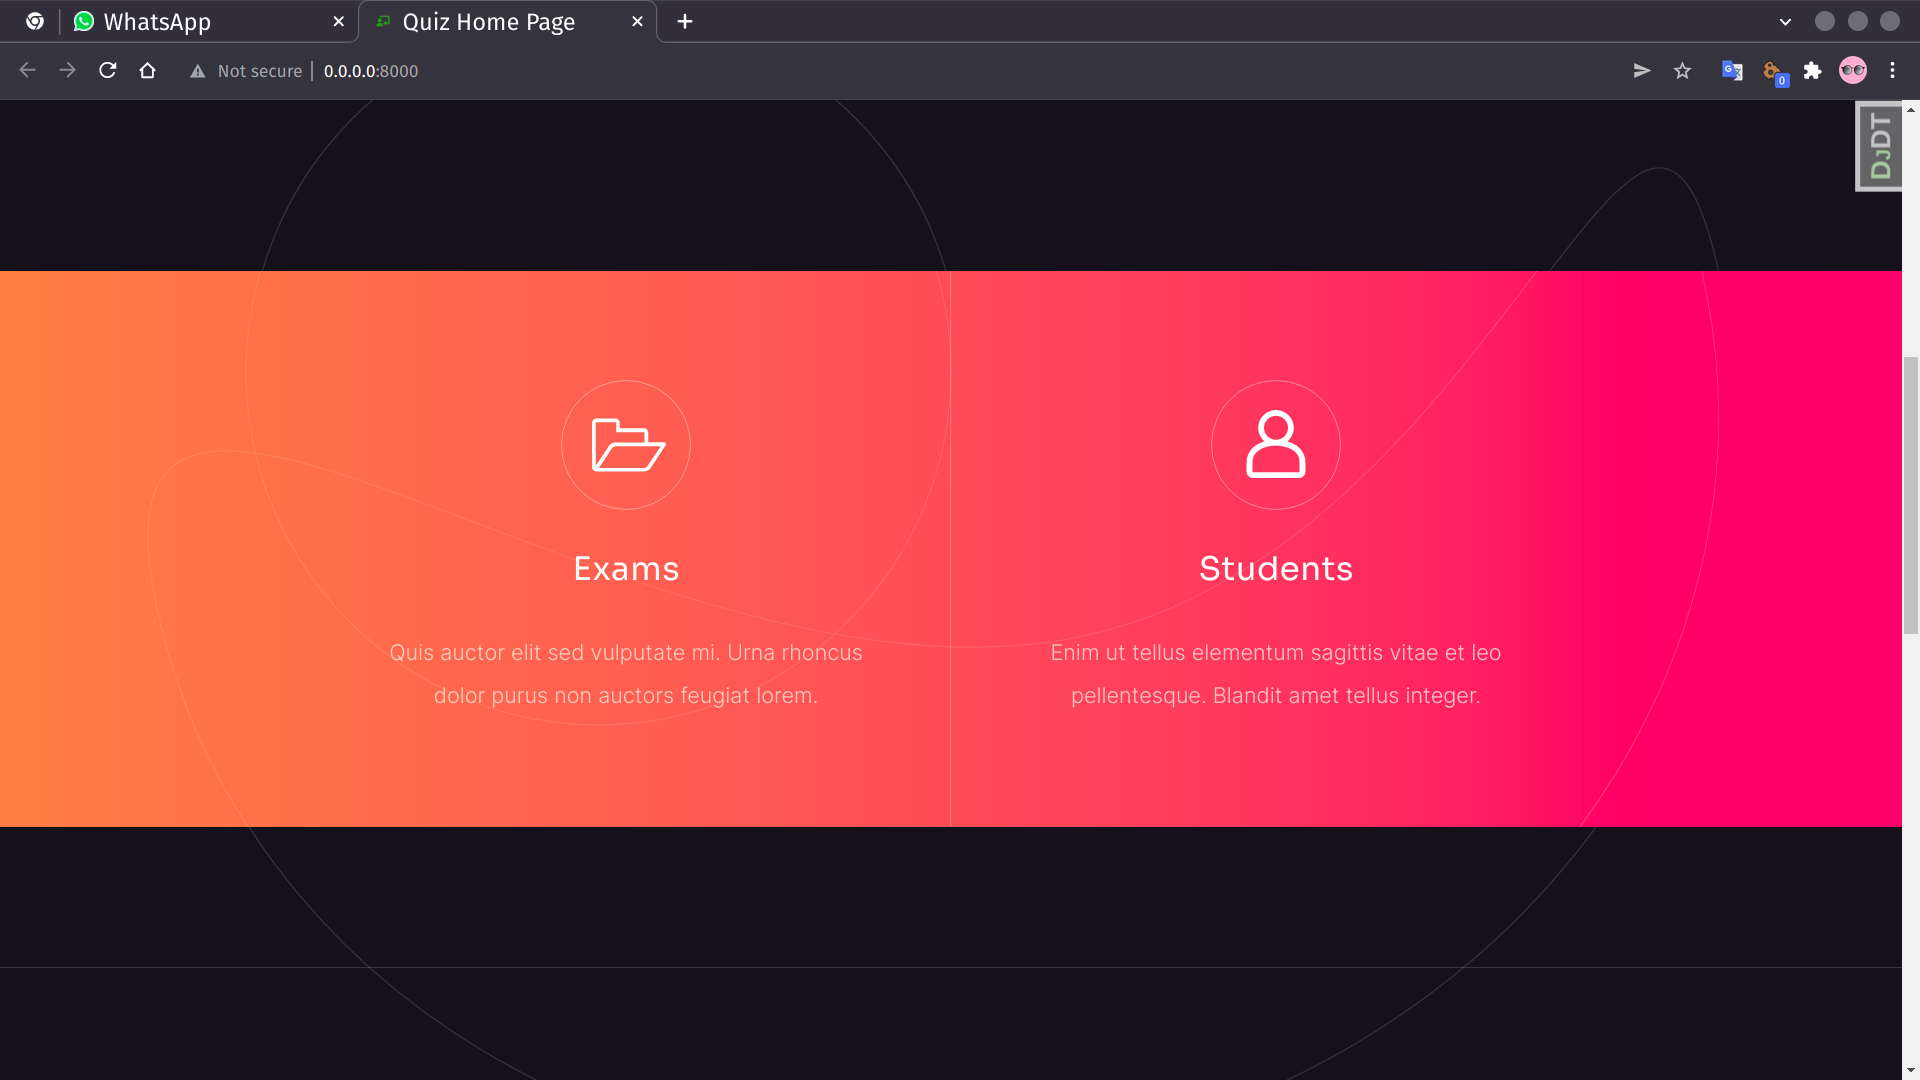 WhatsApp
Quiz Home Page
Not secure
0.0.0.0:8000
0
DJDT
Exams
Students
Quis auctor elit sed vulputate mi. Urna rhoncus
dolor purus non auctors feugiat lorem.
Enim ut tellus elementum sagittis vitae et leo
pellentesque. Blandit amet tellus integer.